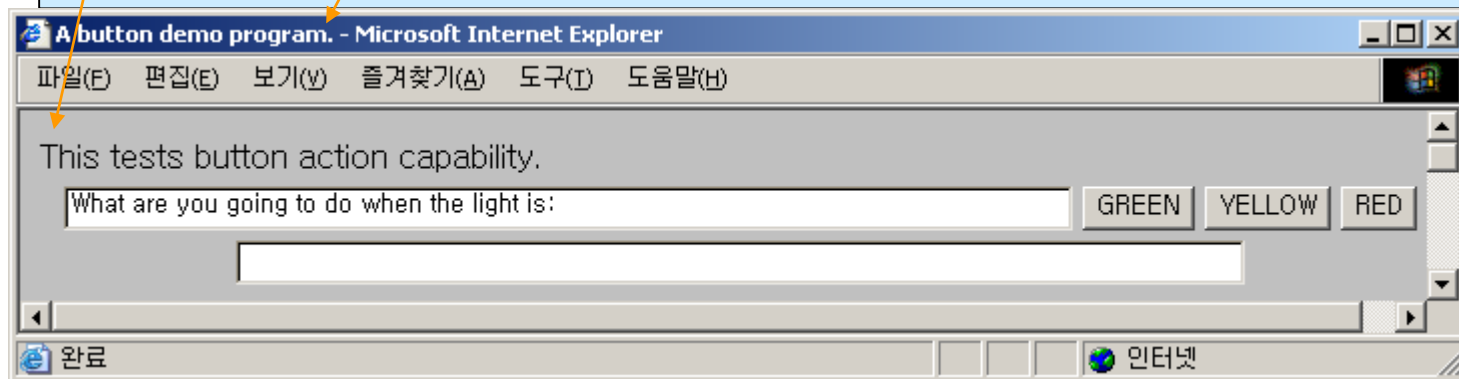 A button demo program. - Microsoft Internet Explorer
파일(F) 편집(E) 보기(V) 즐겨찾기(A) 도구(T) 도움말(H)
This tests button action capability.
What are you going to do when the light is: GREEN YELLOW RED
완료 인터넷